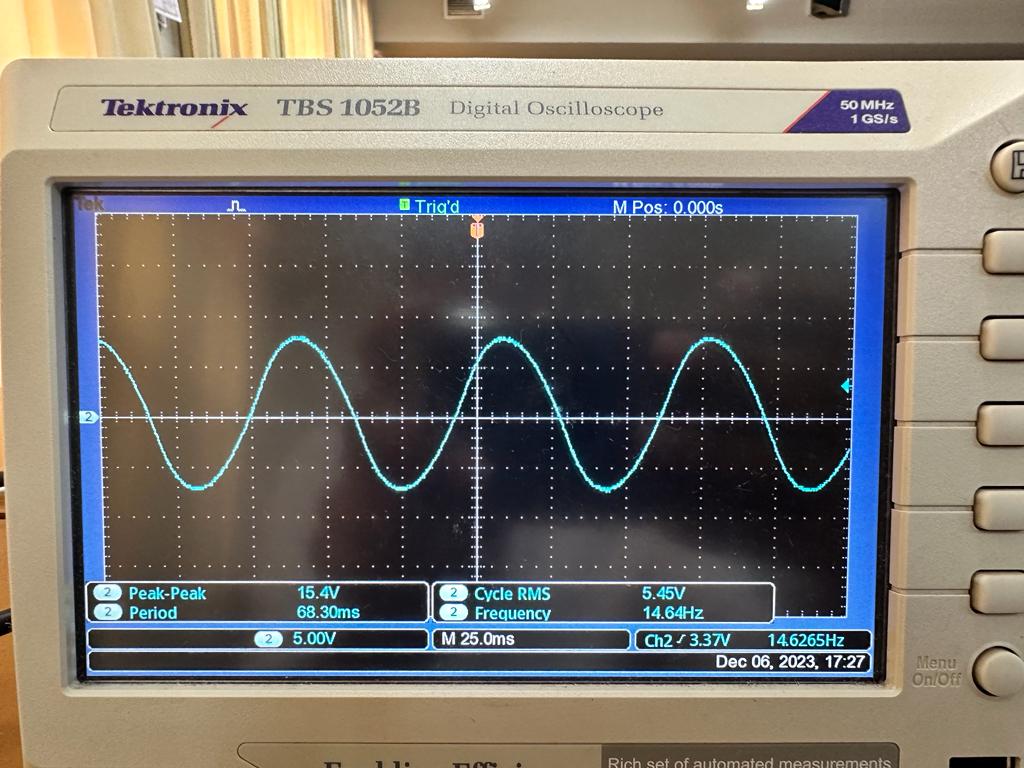 Tektronix TBS 1052B Digital Oscilloscope
50 MHz
1 GS/s
Tek Trig'd M Pos: 0.000s
2
2 Peak-Peak 15.4V
2 Period 68.30ms
2 Cycle RMS 5.45V
2 Frequency 14.64Hz
2 5.00V M 25.0ms Ch2 3.37V 14.6265Hz
Dec 06, 2023, 17:27
Menu
On/Off
Rich set of automated measurements